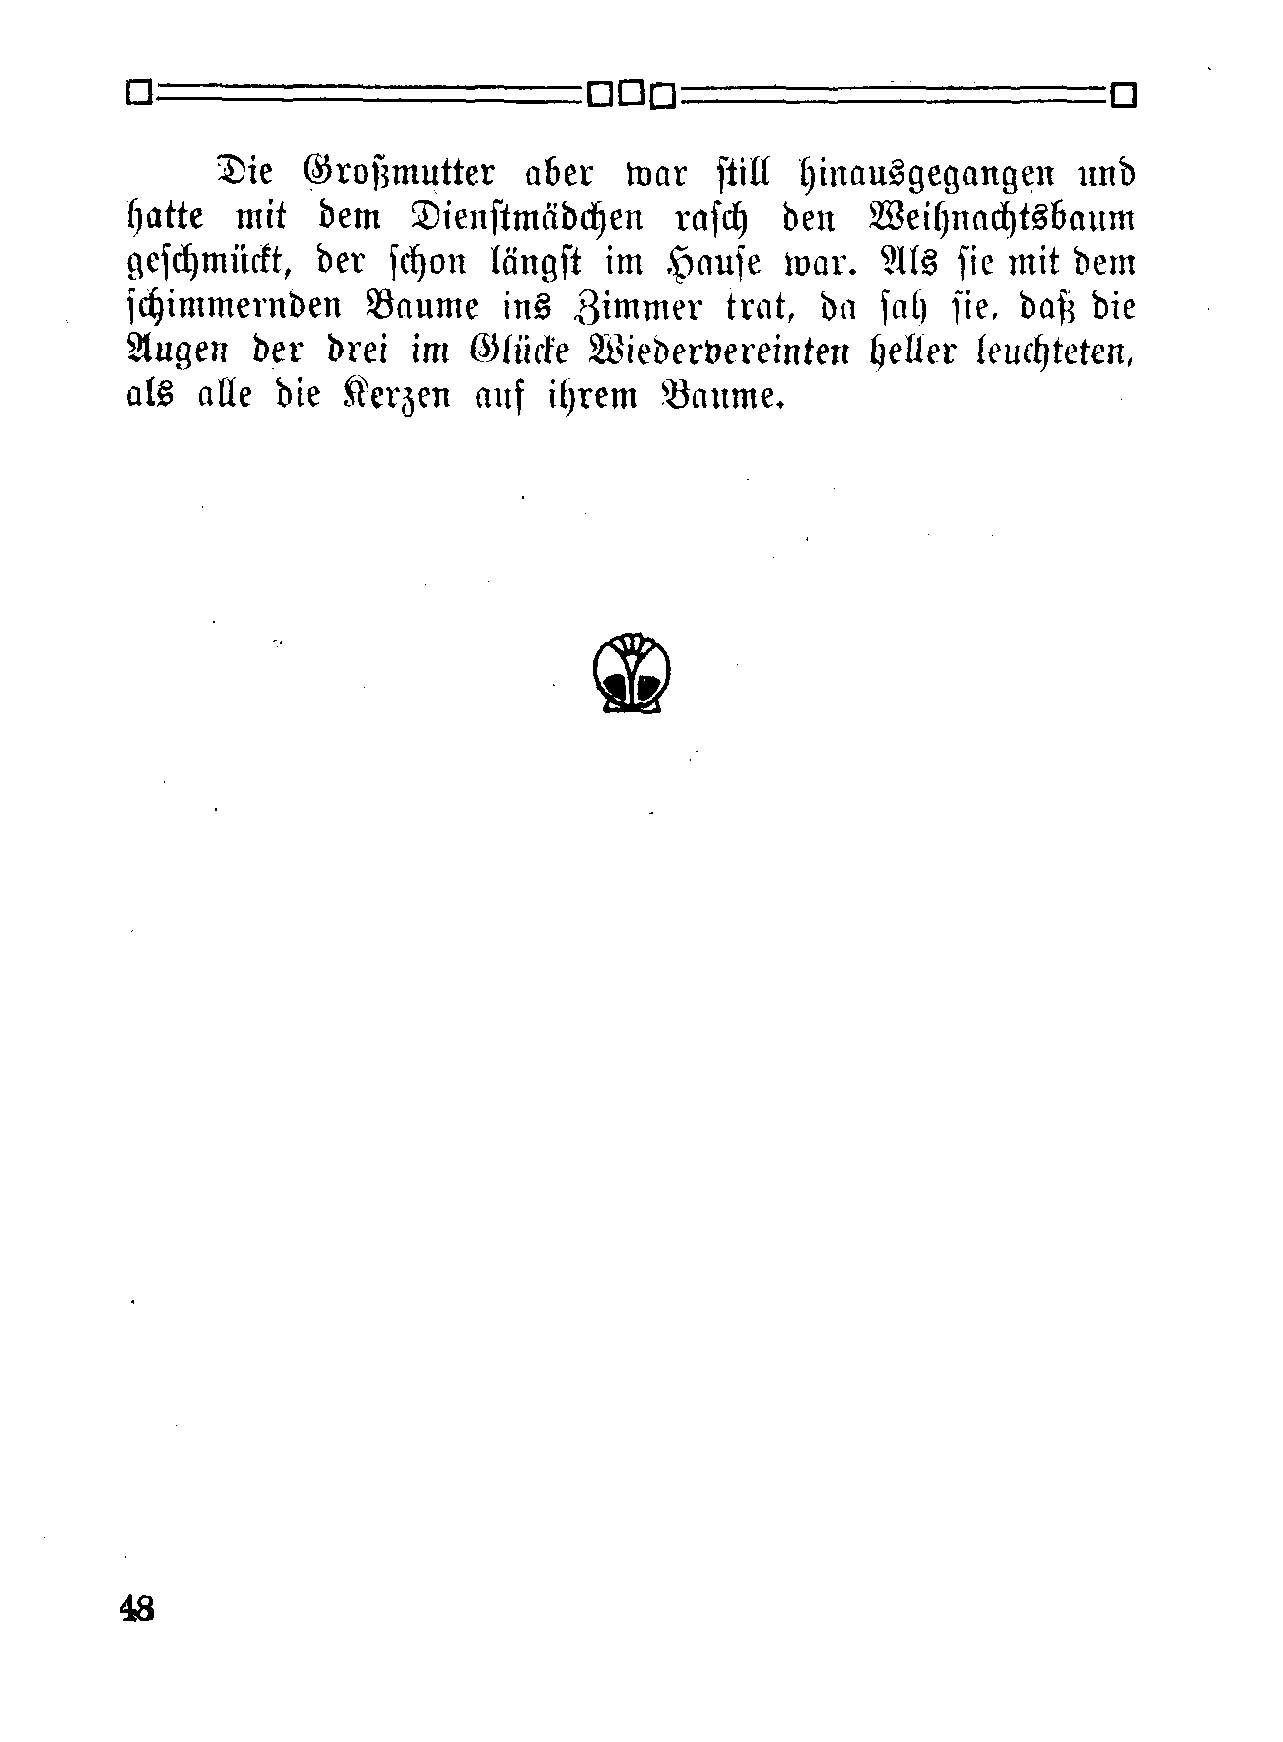 Die Großmutter aber war still hinausgegangen und
hatte mit dem Dienstmädchen rasch den Weihnachtsbaum
geschmückt, der schon längst im Hause war. Als sie mit dem
schimmernden Baume ins Zimmer trat, da sah sie, daß die
Augen der drei im Glücke Wiedervereinten heller leuchteten,
als alle die Kerzen auf ihrem Baume.
48